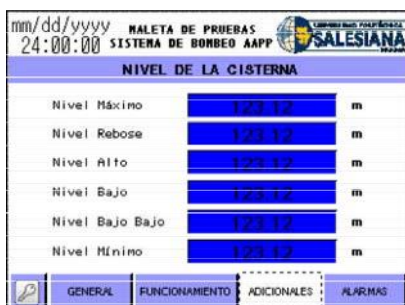 mm/dd/yyyy MALETA DE PRUEBAS
24:00:00 SISTEMA DE BOMBEO AAPP
UNIVERSIDAD POLITÉCNICA
SALESIANA
NIVEL DE LA CISTERNA
Nivel Máximo 123.12 m
Nivel Rebose 123.12 m
Nivel Alto 123.12 m
Nivel Bajo 123.12 m
Nivel Bajo Bajo 123.12 m
Nivel Mínimo 123.12 m
GENERAL FUNCIONAMIENTO ADICIONALES ALARMAS